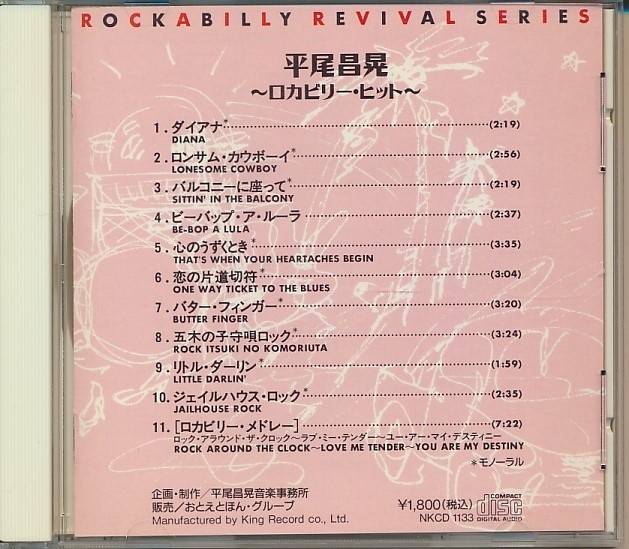 ROCKABILLY REVIVAL SERIES
平尾昌晃
〜ロカビリー・ヒット〜
1.ダイアナ*……(2:19)
DIANA
2.ロンサム・カウボーイ*……(2:56)
LONESOME COWBOY
3.バルコニーに座って*……(2:19)
SITTIN' IN THE BALCONY
4.ビーバップ・ア・ルーラ……(2:37)
BE-BOP A LULA
5.心のうずくとき*……(3:35)
THAT'S WHEN YOUR HEARTACHES BEGIN
6.恋の片道切符*……(3:04)
ONE WAY TICKET TO THE BLUES
7.バター・フィンガー*……(3:20)
BUTTER FINGER
8.五木の子守唄ロック*……(3:24)
ROCK ITSUKI NO KOMORIUTA
9.リトル・ダーリン*……(1:59)
LITTLE DARLIN'
10.ジェイルハウス・ロック*……(2:35)
JAILHOUSE ROCK
11.[ロカビリー・メドレー]……(7:22)
ロック・アラウンド・ザ・クロック〜ラブ・ミー・テンダー〜ユー・アー・マイ・デスティニー
ROCK AROUND THE CLOCK〜LOVE ME TENDER〜YOU ARE MY DESTINY
*モノーラル
企画・制作/平尾昌晃音楽事務所
販売/おとえとほん・グループ
Manufactured by King Record co., Ltd.
¥1,800(税込)
NKCD 1133
COMPACT
disc
DIGITAL AUDIO